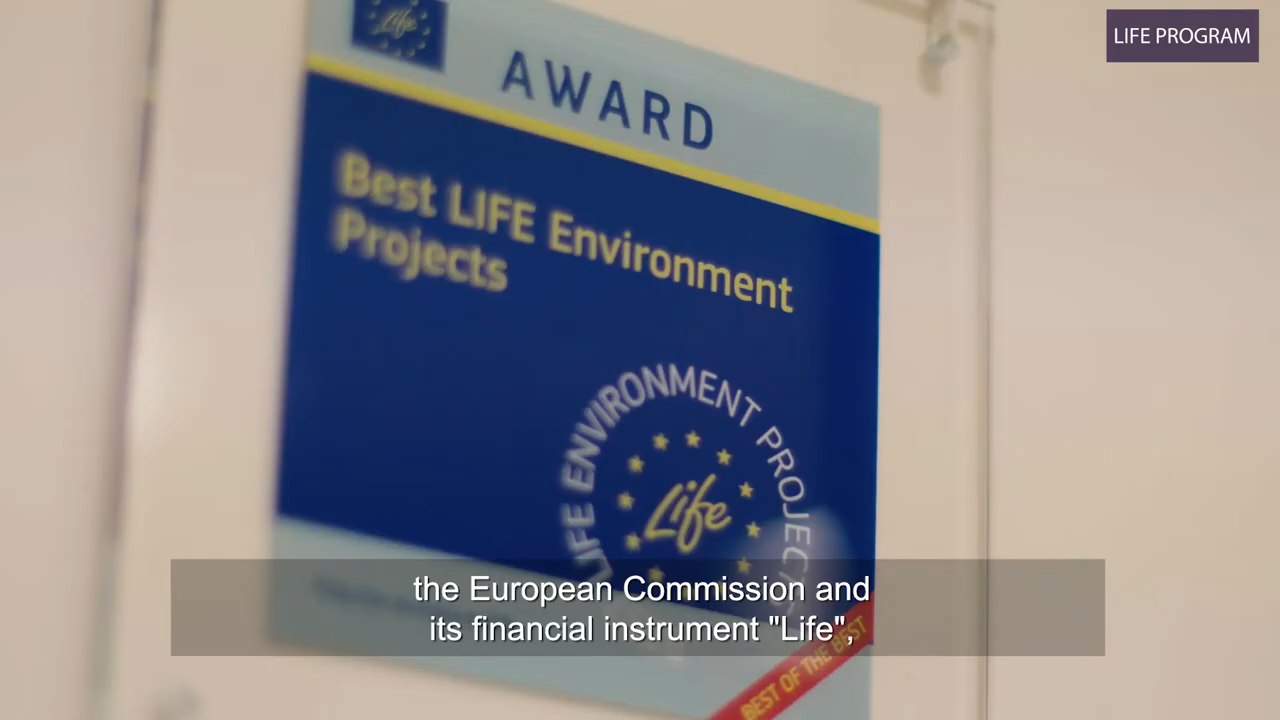 LIFE PROGRAM
Life
AWARD
Best LIFE Environment
Projects
LIFE ENVIRONMENT PROJECTS
Life
the European Commission and
its financial instrument "Life",
BEST OF THE BEST